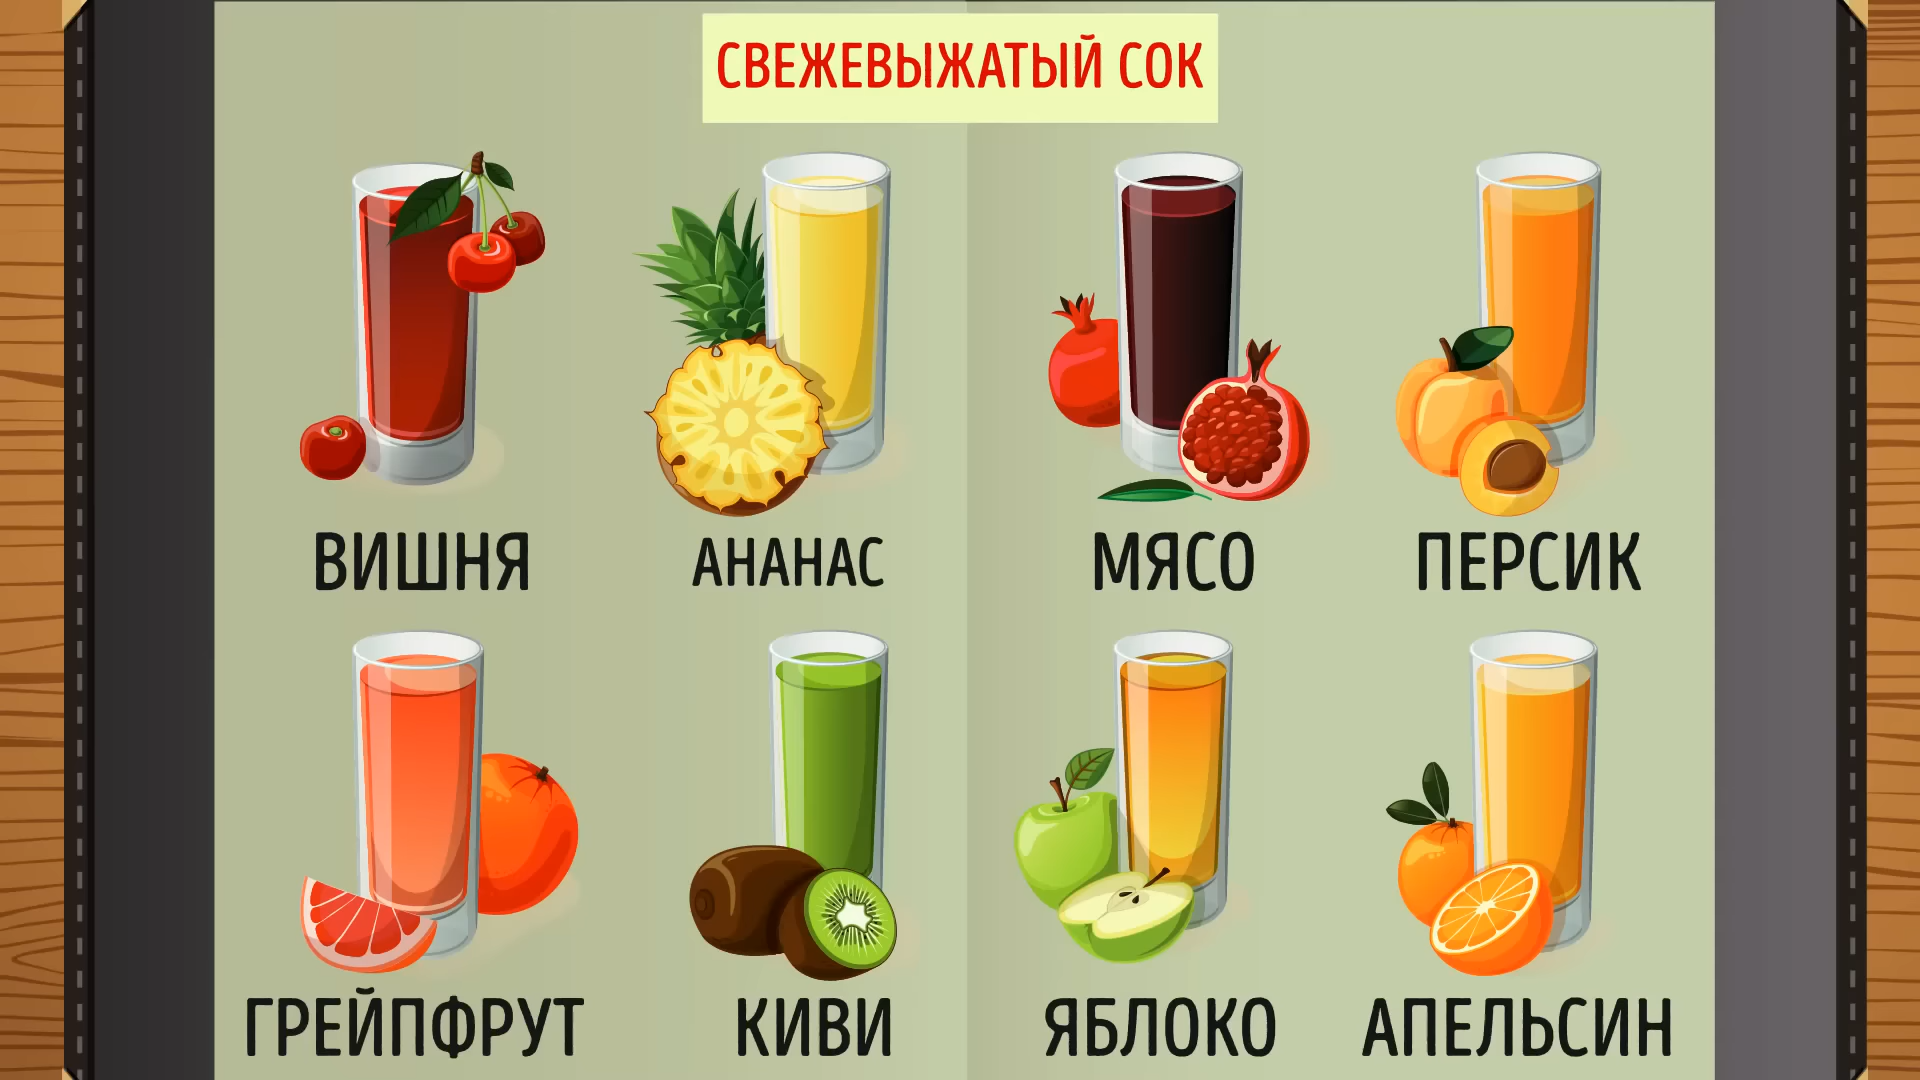 СВЕЖЕВЫЖАТЫЙ СОК
ВИШНЯ
АНАНАС
МЯСО
ПЕРСИК
ГРЕЙПФРУТ
КИВИ
ЯБЛОКО
АПЕЛЬСИН